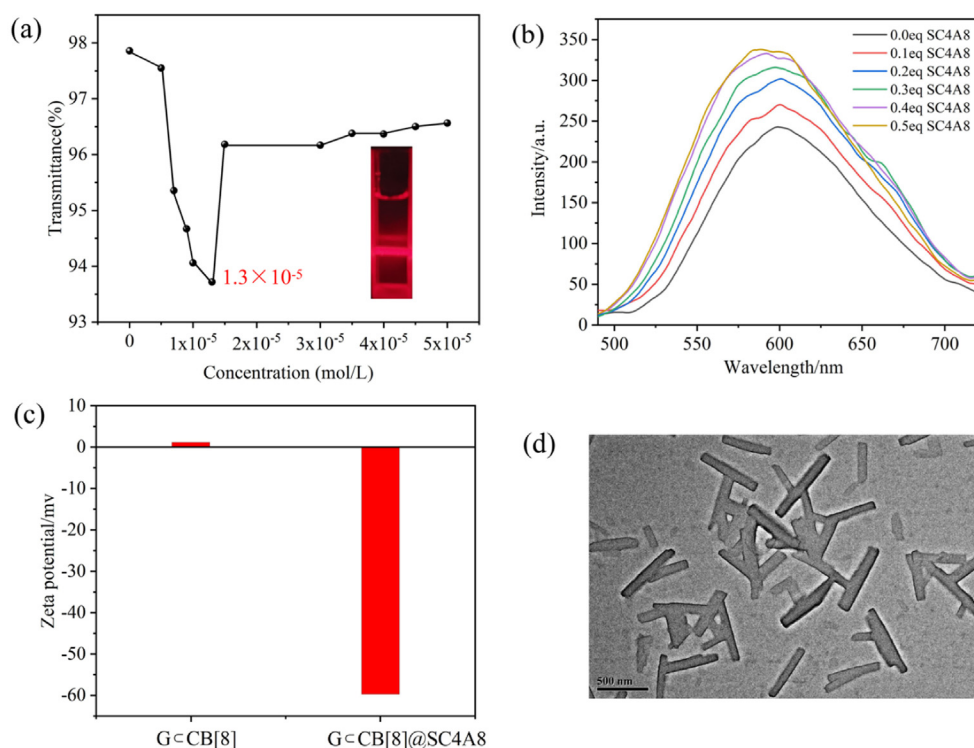 (a)
98
97
96
95
94
93
Transmittance(%)
1.3×10⁻⁵
0
1x10⁻⁵
2x10⁻⁵
3x10⁻⁵
4x10⁻⁵
5x10⁻⁵
Concentration (mol/L)
(b)
350
300
250
200
150
100
50
0
Intensity/a.u.
0.0eq SC4A8
0.1eq SC4A8
0.2eq SC4A8
0.3eq SC4A8
0.4eq SC4A8
0.5eq SC4A8
500
550
600
650
700
Wavelength/nm
(c)
10
0
-10
-20
-30
-40
-50
-60
Zeta potential/mv
G⊂CB[8]
G⊂CB[8]@SC4A8
(d)
500 nm